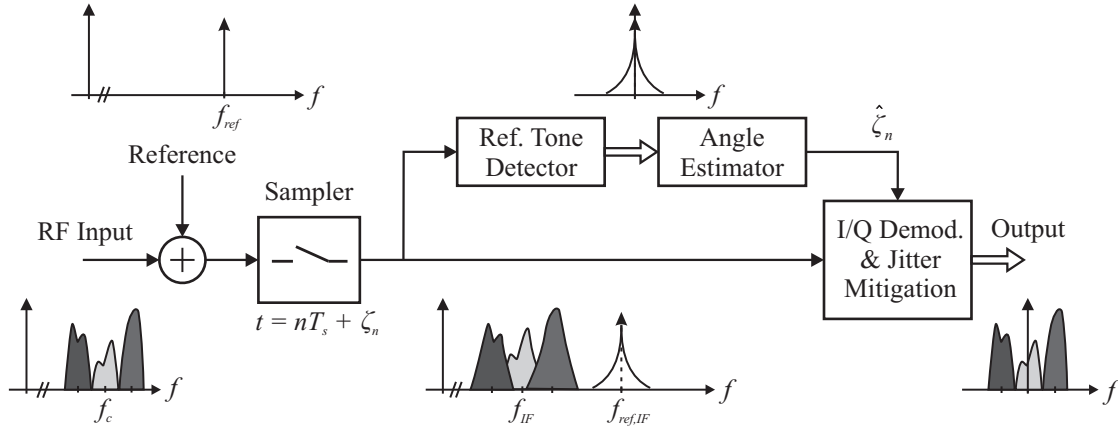 f
f_ref
Reference
f
ζ̂_n
Ref. Tone
Detector
Angle
Estimator
Sampler
RF Input
I/Q Demod.
& Jitter
Mitigation
Output
t = nT_s + ζ_n
f
f_c
f
f_IF
f_ref,IF
f